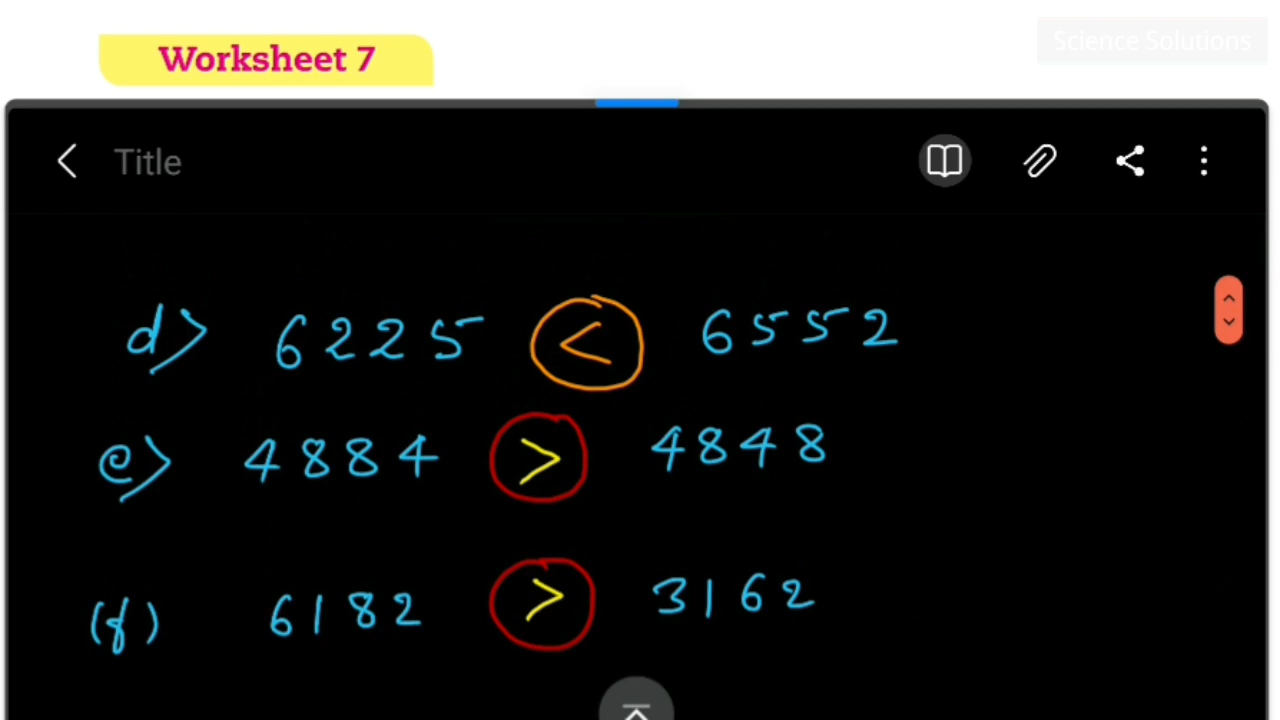 Worksheet 7
Science Solutions
Title
d> 6225 < 6552
e> 4884 > 4848
(f) 6182 > 3162